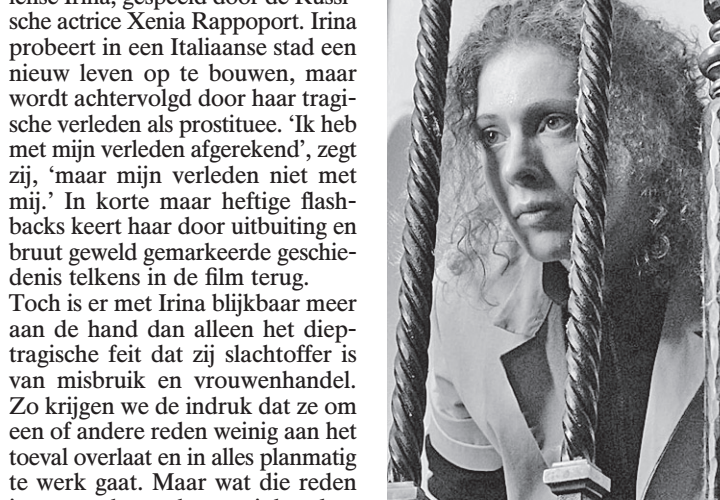 iense Irina, gespeeld door de Russi-
sche actrice Xenia Rappoport. Irina
probeert in een Italiaanse stad een
nieuw leven op te bouwen, maar
wordt achtervolgd door haar tragi-
sche verleden als prostituee. ‘Ik heb
met mijn verleden afgerekend’, zegt
zij, ‘maar mijn verleden niet met
mij.’ In korte maar heftige flash-
backs keert haar door uitbuiting en
bruut geweld gemarkeerde geschie-
denis telkens in de film terug.
Toch is er met Irina blijkbaar meer
aan de hand dan alleen het diep-
tragische feit dat zij slachtoffer is
van misbruik en vrouwenhandel.
Zo krijgen we de indruk dat ze om
een of andere reden weinig aan het
toeval overlaat en in alles planmatig
te werk gaat. Maar wat die reden